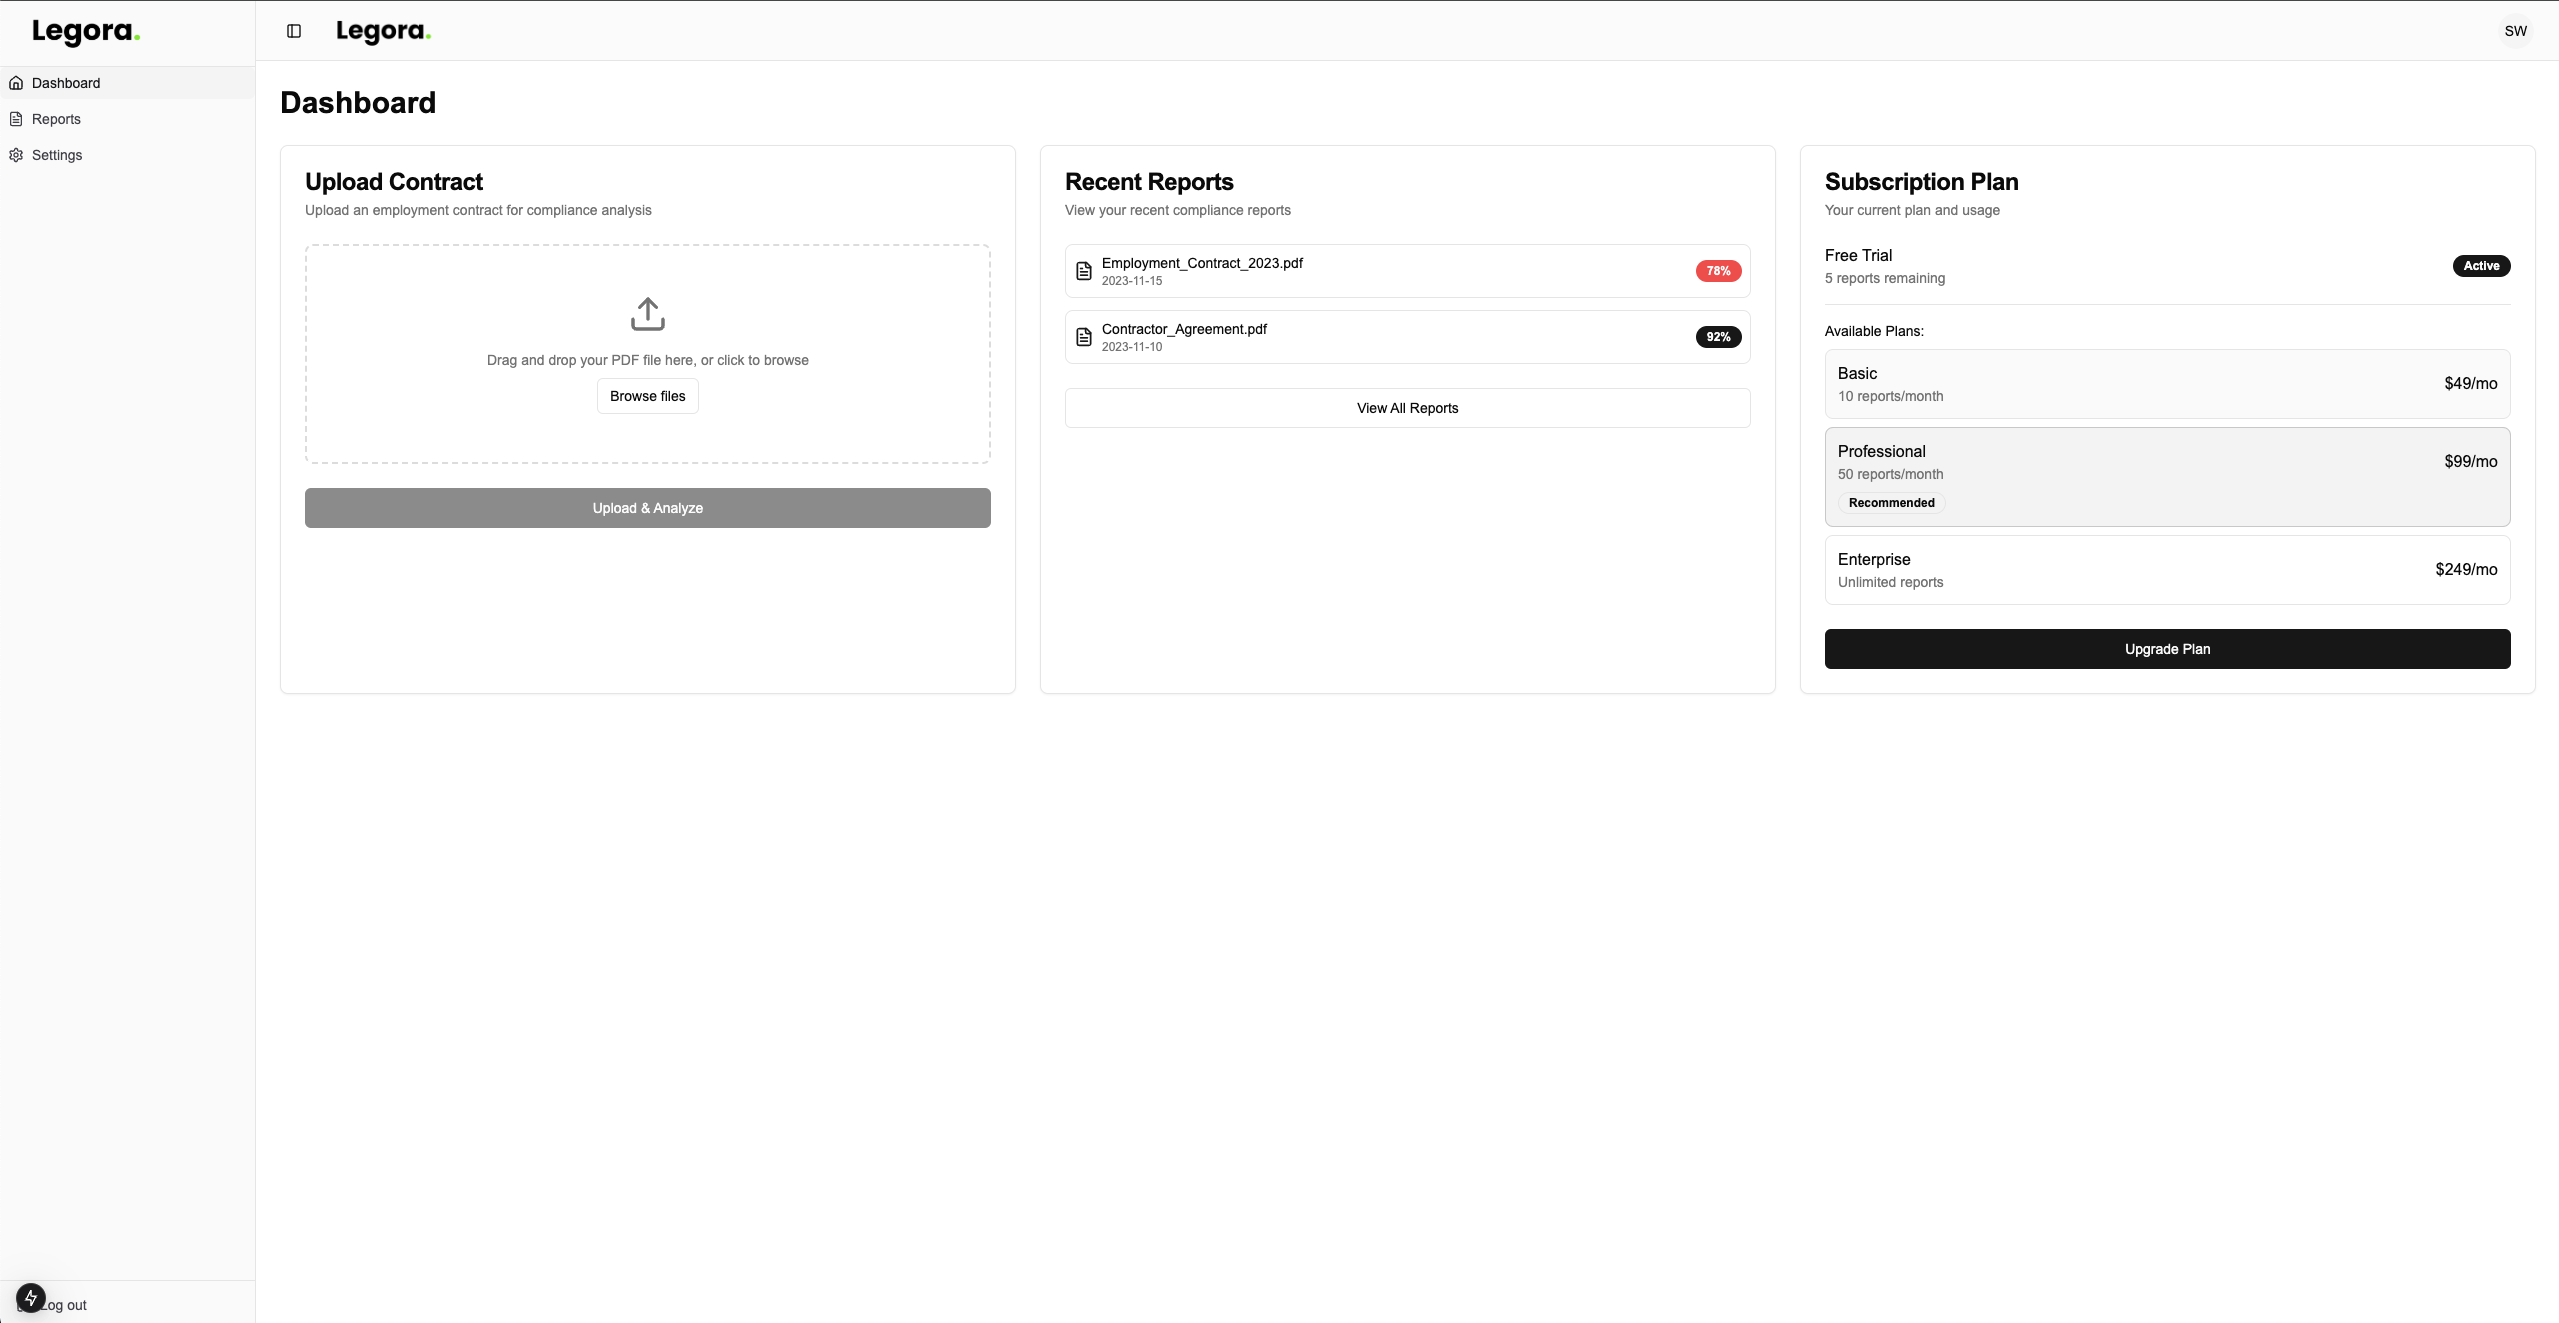 Legora.
Dashboard
Reports
Settings
Log out
Legora.
SW
Dashboard
Upload Contract
Upload an employment contract for compliance analysis
Drag and drop your PDF file here, or click to browse
Browse files
Upload & Analyze
Recent Reports
View your recent compliance reports
Employment_Contract_2023.pdf
2023-11-15
78%
Contractor_Agreement.pdf
2023-11-10
92%
View All Reports
Subscription Plan
Your current plan and usage
Free Trial
5 reports remaining
Active
Available Plans:
Basic
10 reports/month
$49/mo
Professional
50 reports/month
$99/mo
Recommended
Enterprise
Unlimited reports
$249/mo
Upgrade Plan